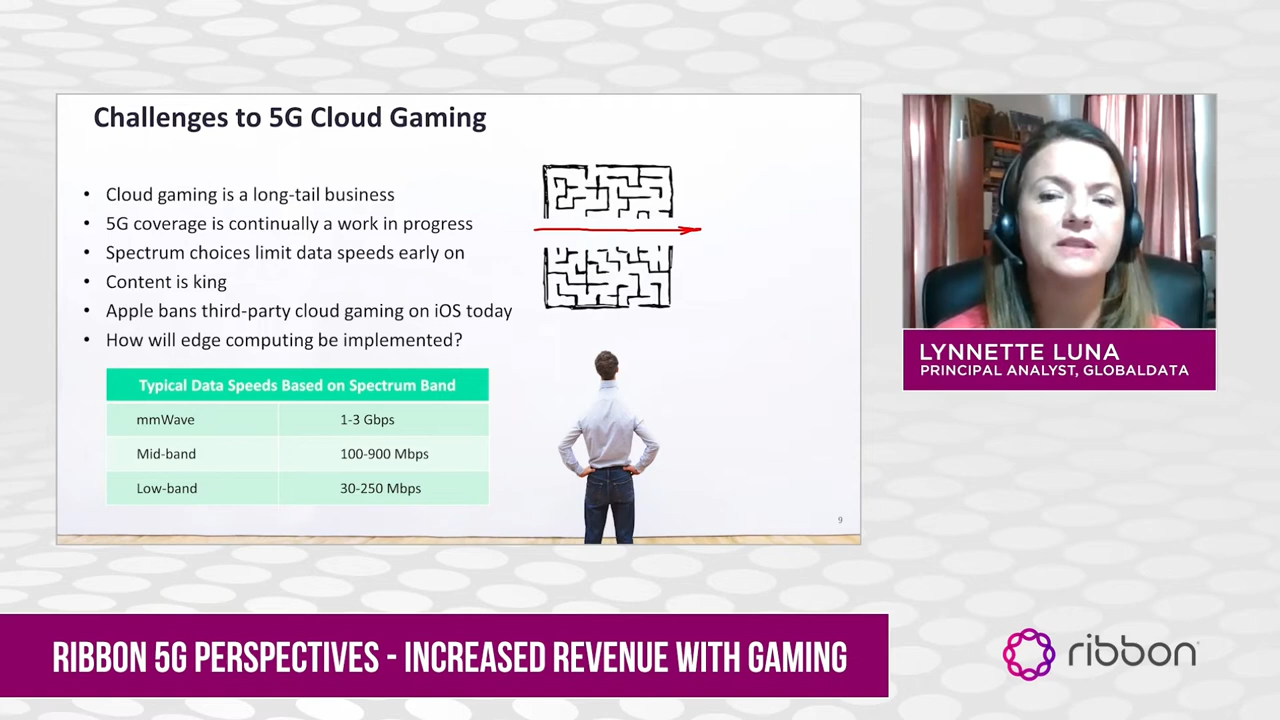 Challenges to 5G Cloud Gaming
• Cloud gaming is a long-tail business
• 5G coverage is continually a work in progress
• Spectrum choices limit data speeds early on
• Content is king
• Apple bans third-party cloud gaming on iOS today
• How will edge computing be implemented?
Typical Data Speeds Based on Spectrum Band
mmWave 1-3 Gbps
Mid-band 100-900 Mbps
Low-band 30-250 Mbps
9
LYNNETTE LUNA
PRINCIPAL ANALYST, GLOBALDATA
RIBBON 5G PERSPECTIVES - INCREASED REVENUE WITH GAMING
ribbon